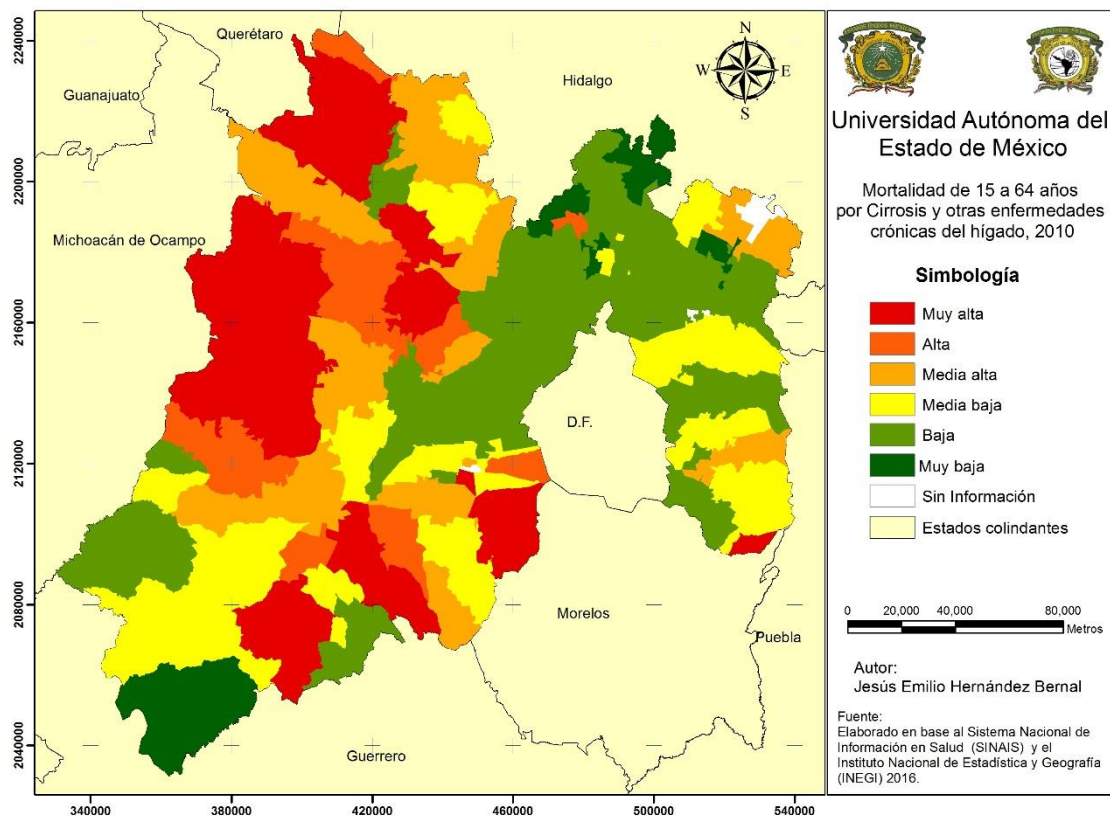 Querétaro
Guanajuato
Hidalgo
Michoacán de Ocampo
D.F.
Morelos
Puebla
Guerrero
N
W
E
S
2240000
2200000
2160000
2120000
2080000
2040000
340000
380000
420000
460000
500000
540000
Universidad Autónoma del
Estado de México
Mortalidad de 15 a 64 años
por Cirrosis y otras enfermedades
crónicas del hígado, 2010
Simbología
Muy alta
Alta
Media alta
Media baja
Baja
Muy baja
Sin Información
Estados colindantes
0 20,000 40,000 80,000
Metros
Autor:
Jesús Emilio Hernández Bernal
Fuente:
Elaborado en base al Sistema Nacional de
Información en Salud (SINAIS) y el
Instituto Nacional de Estadística y Geografía
(INEGI) 2016.